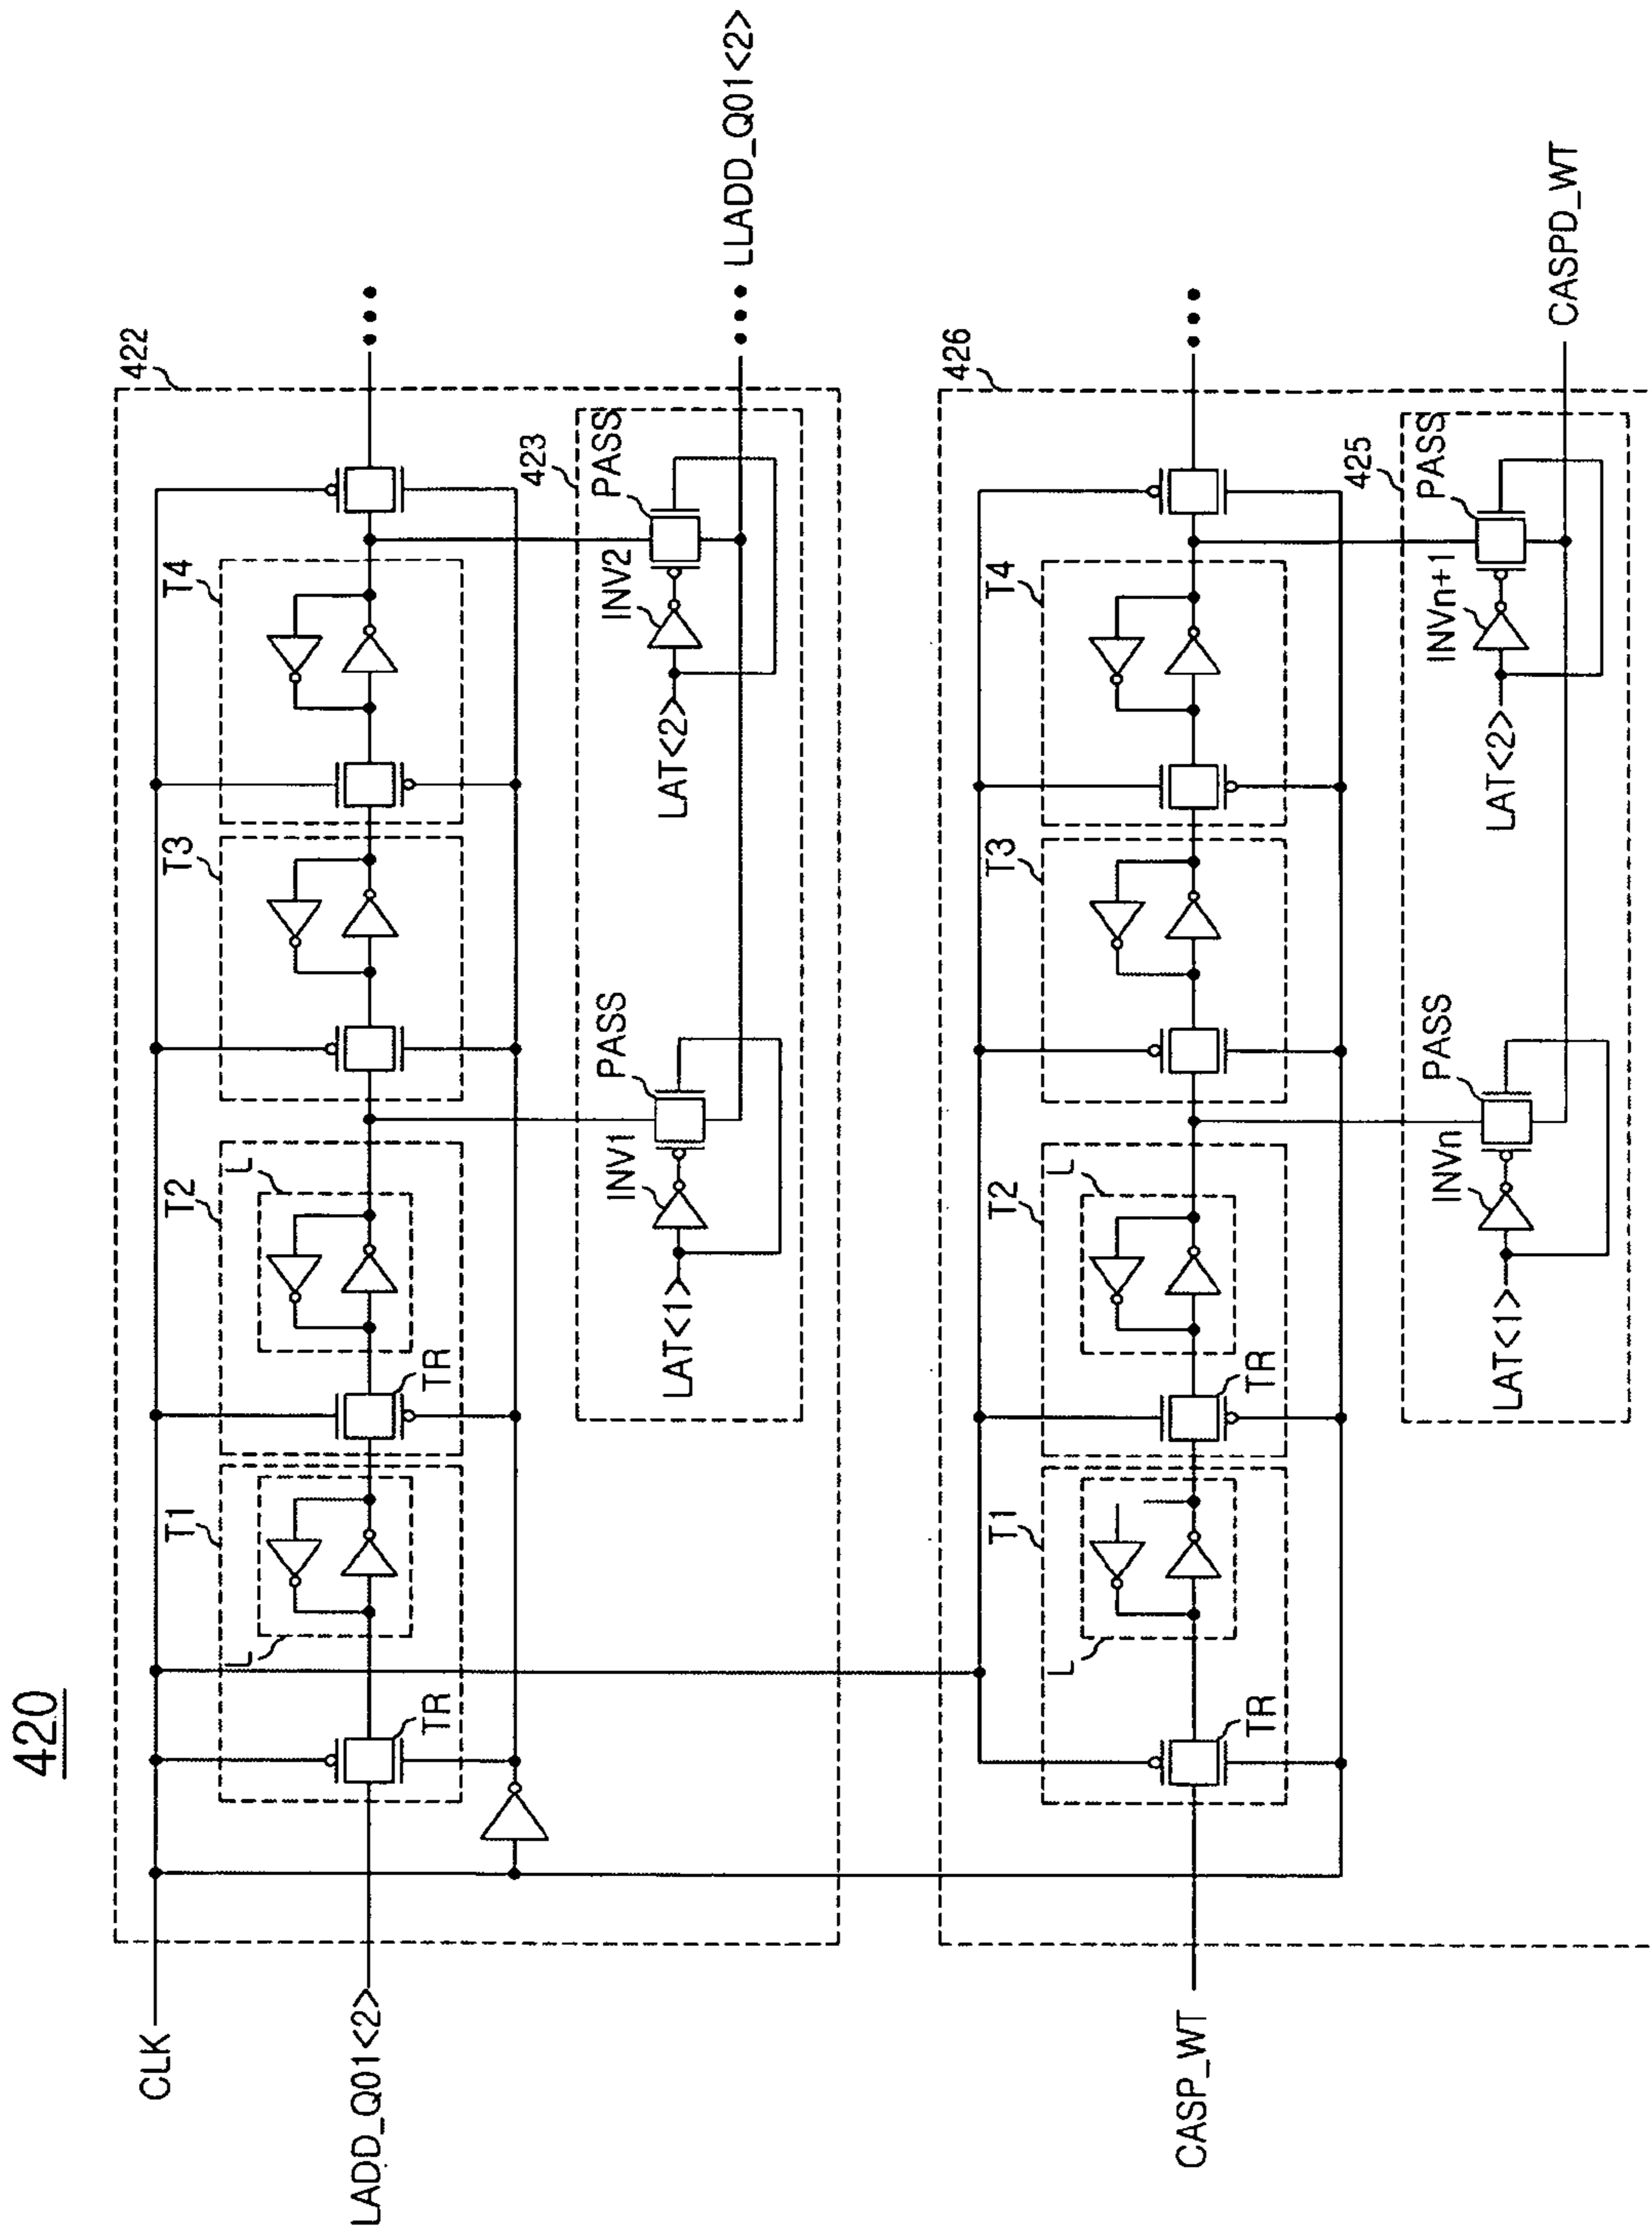 420
CLK
LADD_Q01<2>
422
T1
T2
T3
T4
L
L
TR
TR
423
PASS
PASS
INV1
INV2
LAT<1>
LAT<2>
LLADD_Q01<2>
CASP_WT
426
T1
T2
T3
T4
L
L
TR
TR
425
PASS
PASS
INVn
INVn+1
LAT<1>
LAT<2>
CASPD_WT